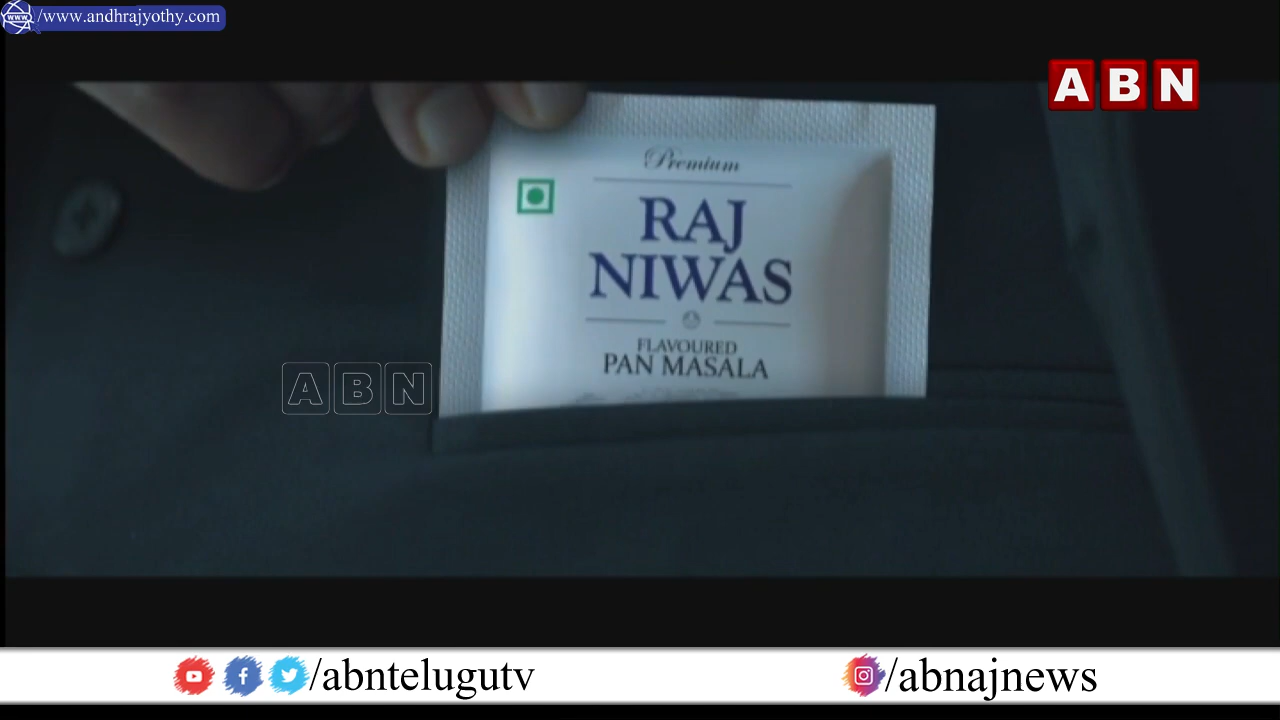 /www.andhrajyothy.com
ABN
Premium
RAJ
NIWAS
FLAVOURED
PAN MASALA
ABN
/abntelugutv
/abnajnews